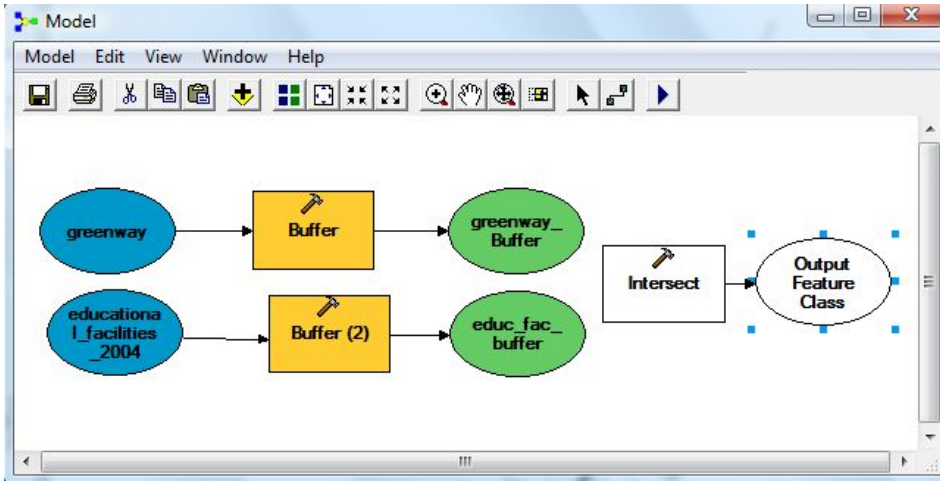 Model
Model Edit View Window Help
greenway
Buffer
greenway_
Buffer
Intersect
Output
Feature
Class
educationa
l_facilities
_2004
Buffer (2)
educ_fac_
buffer